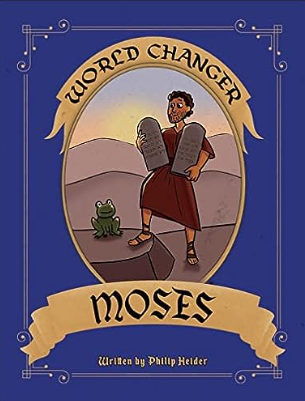 WORLD CHANGER
MOSES
Written by Philip Heider